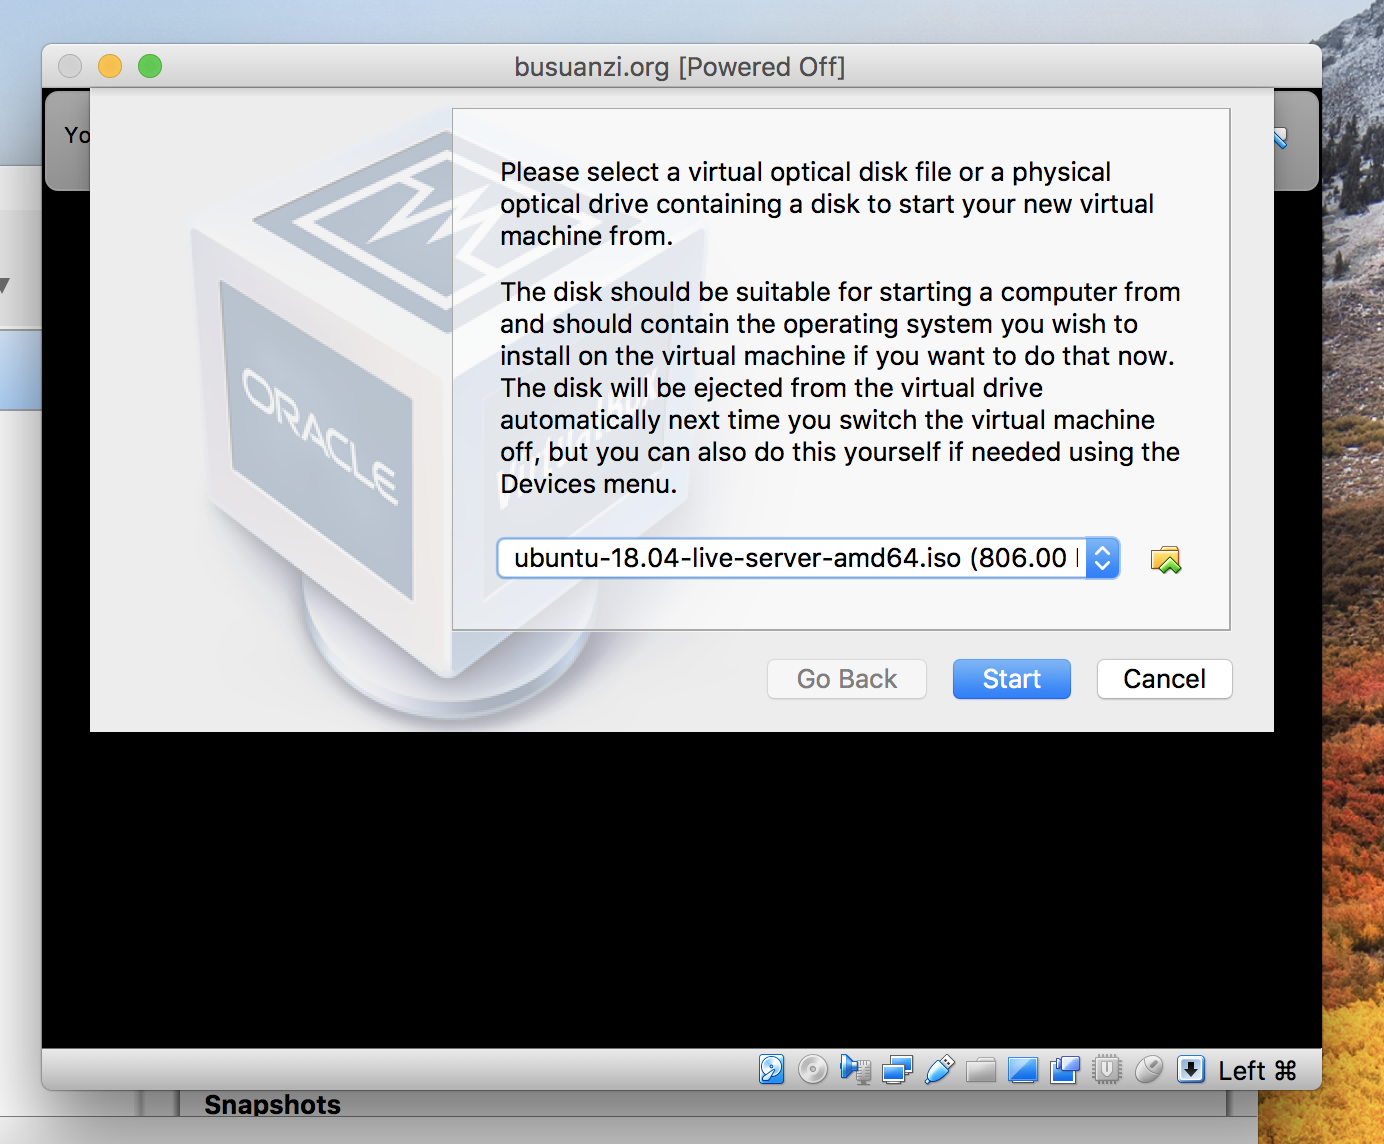 busuanzi.org [Powered Off]
Yo
Please select a virtual optical disk file or a physical
optical drive containing a disk to start your new virtual
machine from.
The disk should be suitable for starting a computer from
and should contain the operating system you wish to
install on the virtual machine if you want to do that now.
The disk will be ejected from the virtual drive
automatically next time you switch the virtual machine
off, but you can also do this yourself if needed using the
Devices menu.
ORACLE
VirtualBox
ubuntu-18.04-live-server-amd64.iso (806.00
Go Back
Start
Cancel
Left ⌘
Snapshots